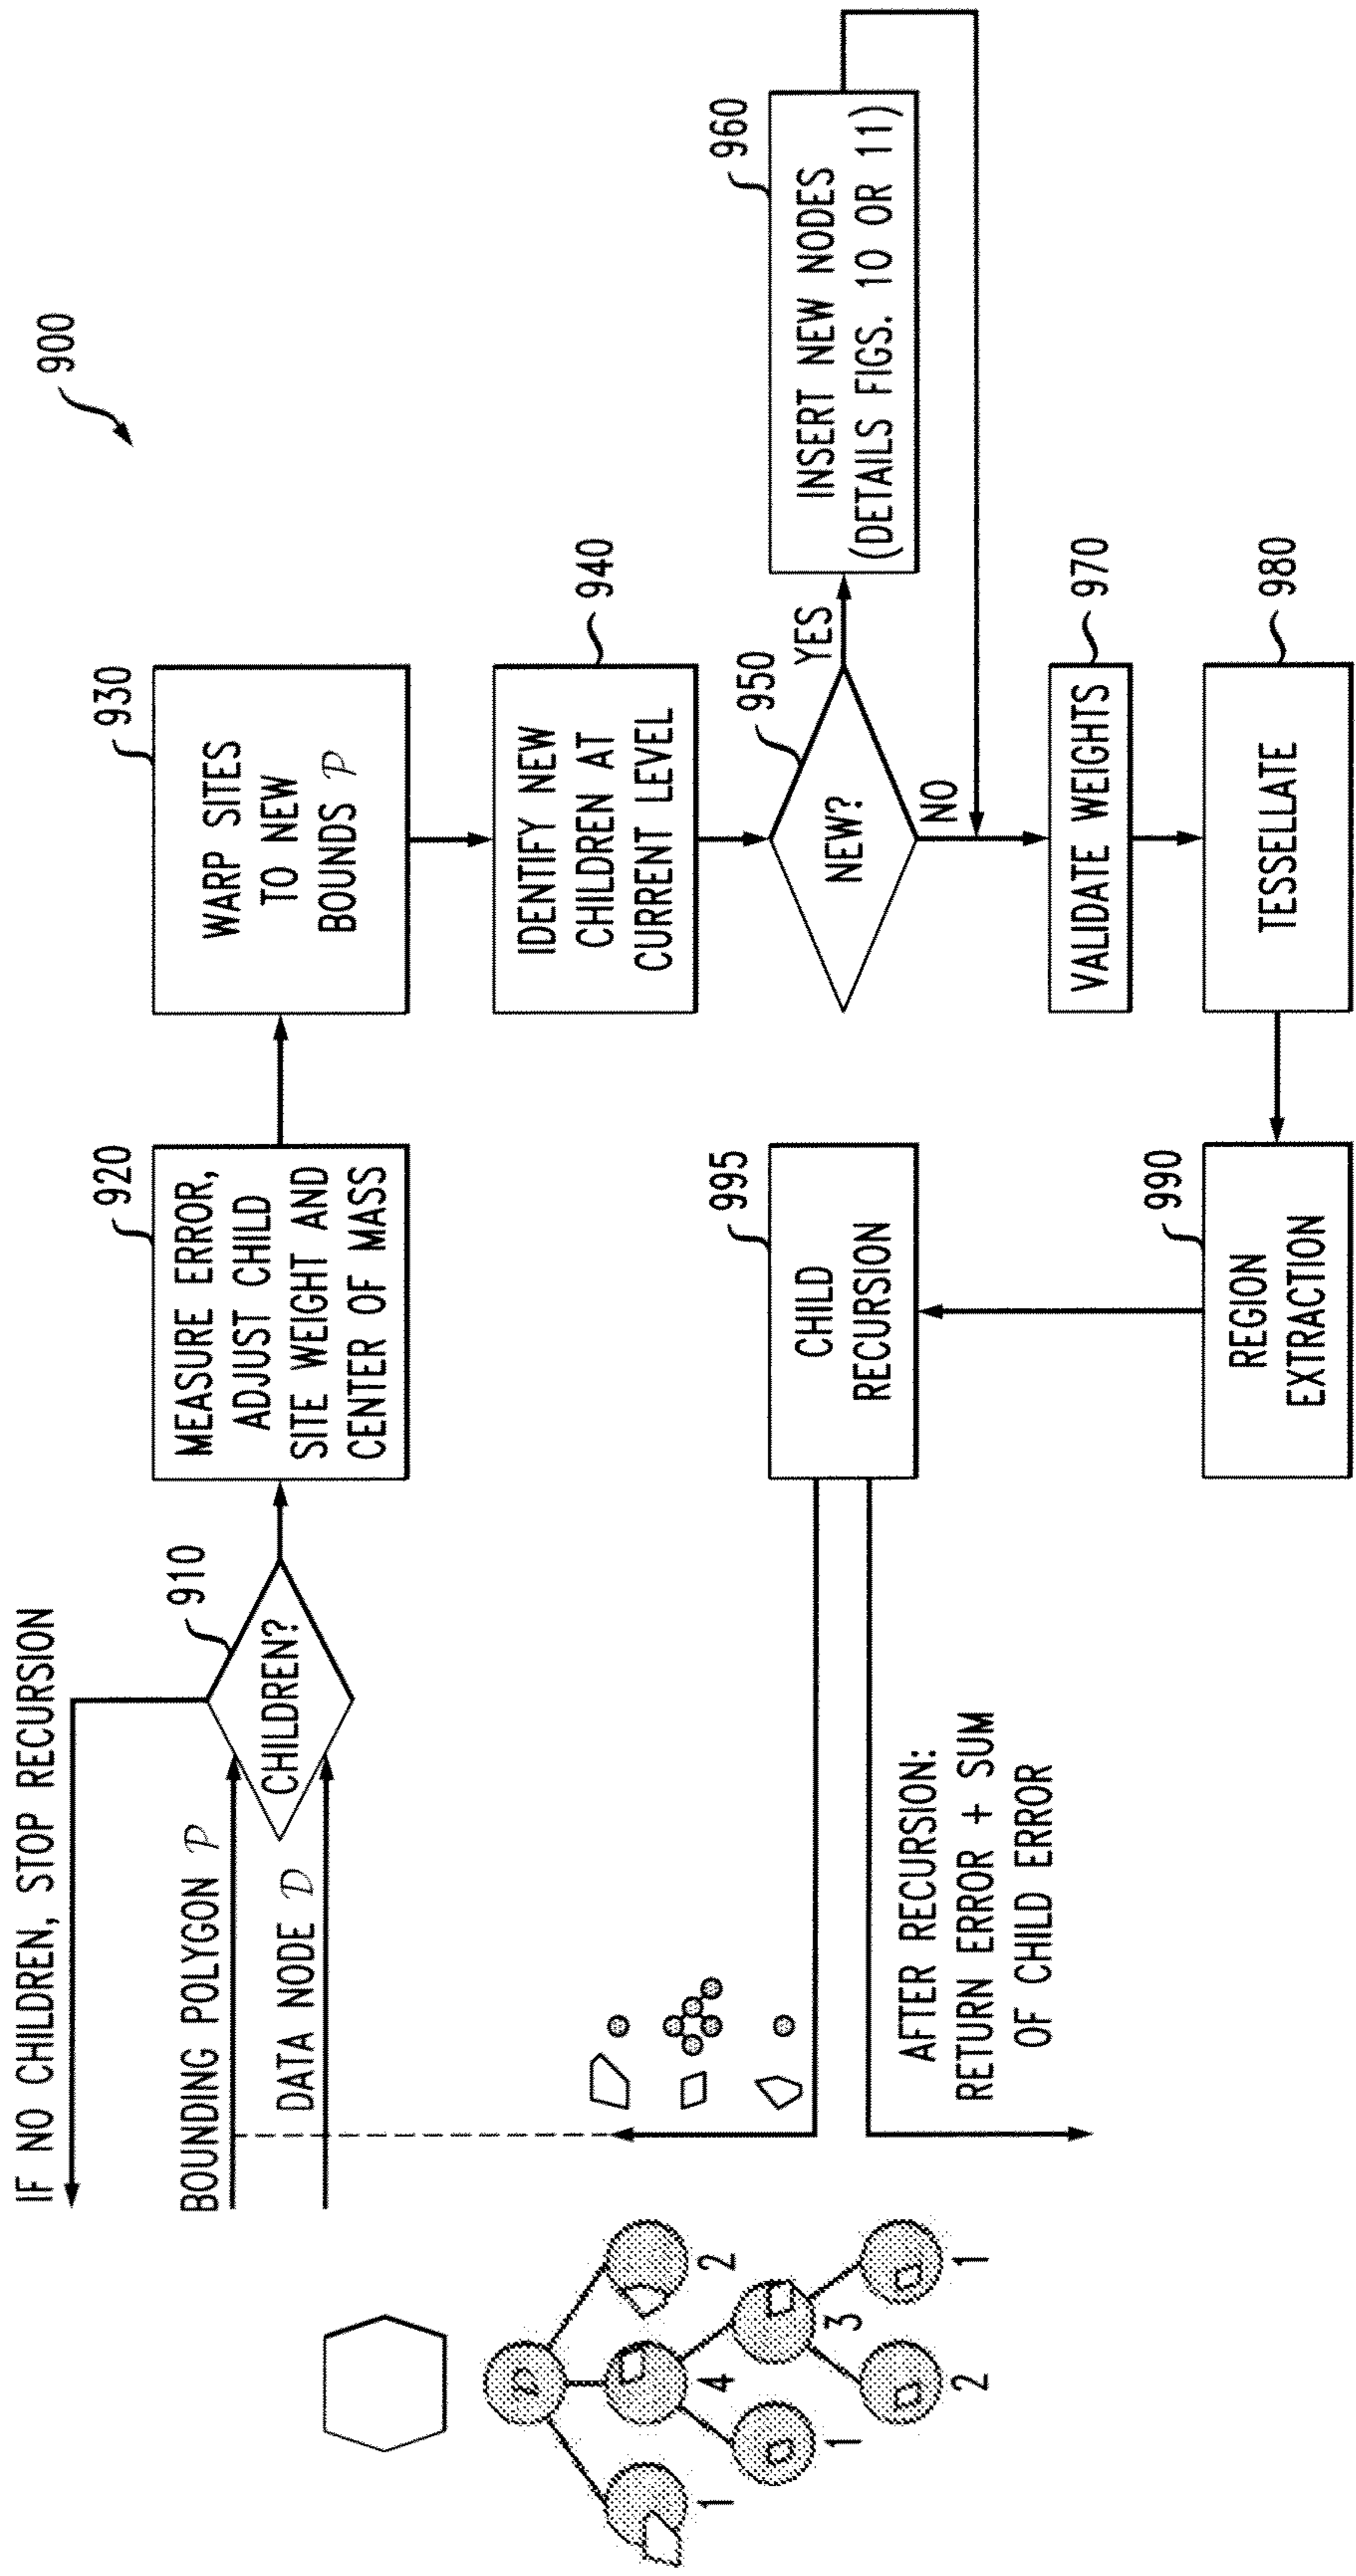 900
IF NO CHILDREN, STOP RECURSION
BOUNDING POLYGON P
DATA NODE D
910
CHILDREN?
920
MEASURE ERROR,
ADJUST CHILD
SITE WEIGHT AND
CENTER OF MASS
930
WARP SITES
TO NEW
BOUNDS P
940
IDENTIFY NEW
CHILDREN AT
CURRENT LEVEL
950
NEW?
YES
NO
960
INSERT NEW NODES
(DETAILS FIGS. 10 OR 11)
970
VALIDATE WEIGHTS
980
TESSELLATE
990
REGION
EXTRACTION
995
CHILD
RECURSION
AFTER RECURSION:
RETURN ERROR + SUM
OF CHILD ERROR
D
1
4
2
1
3
2
1